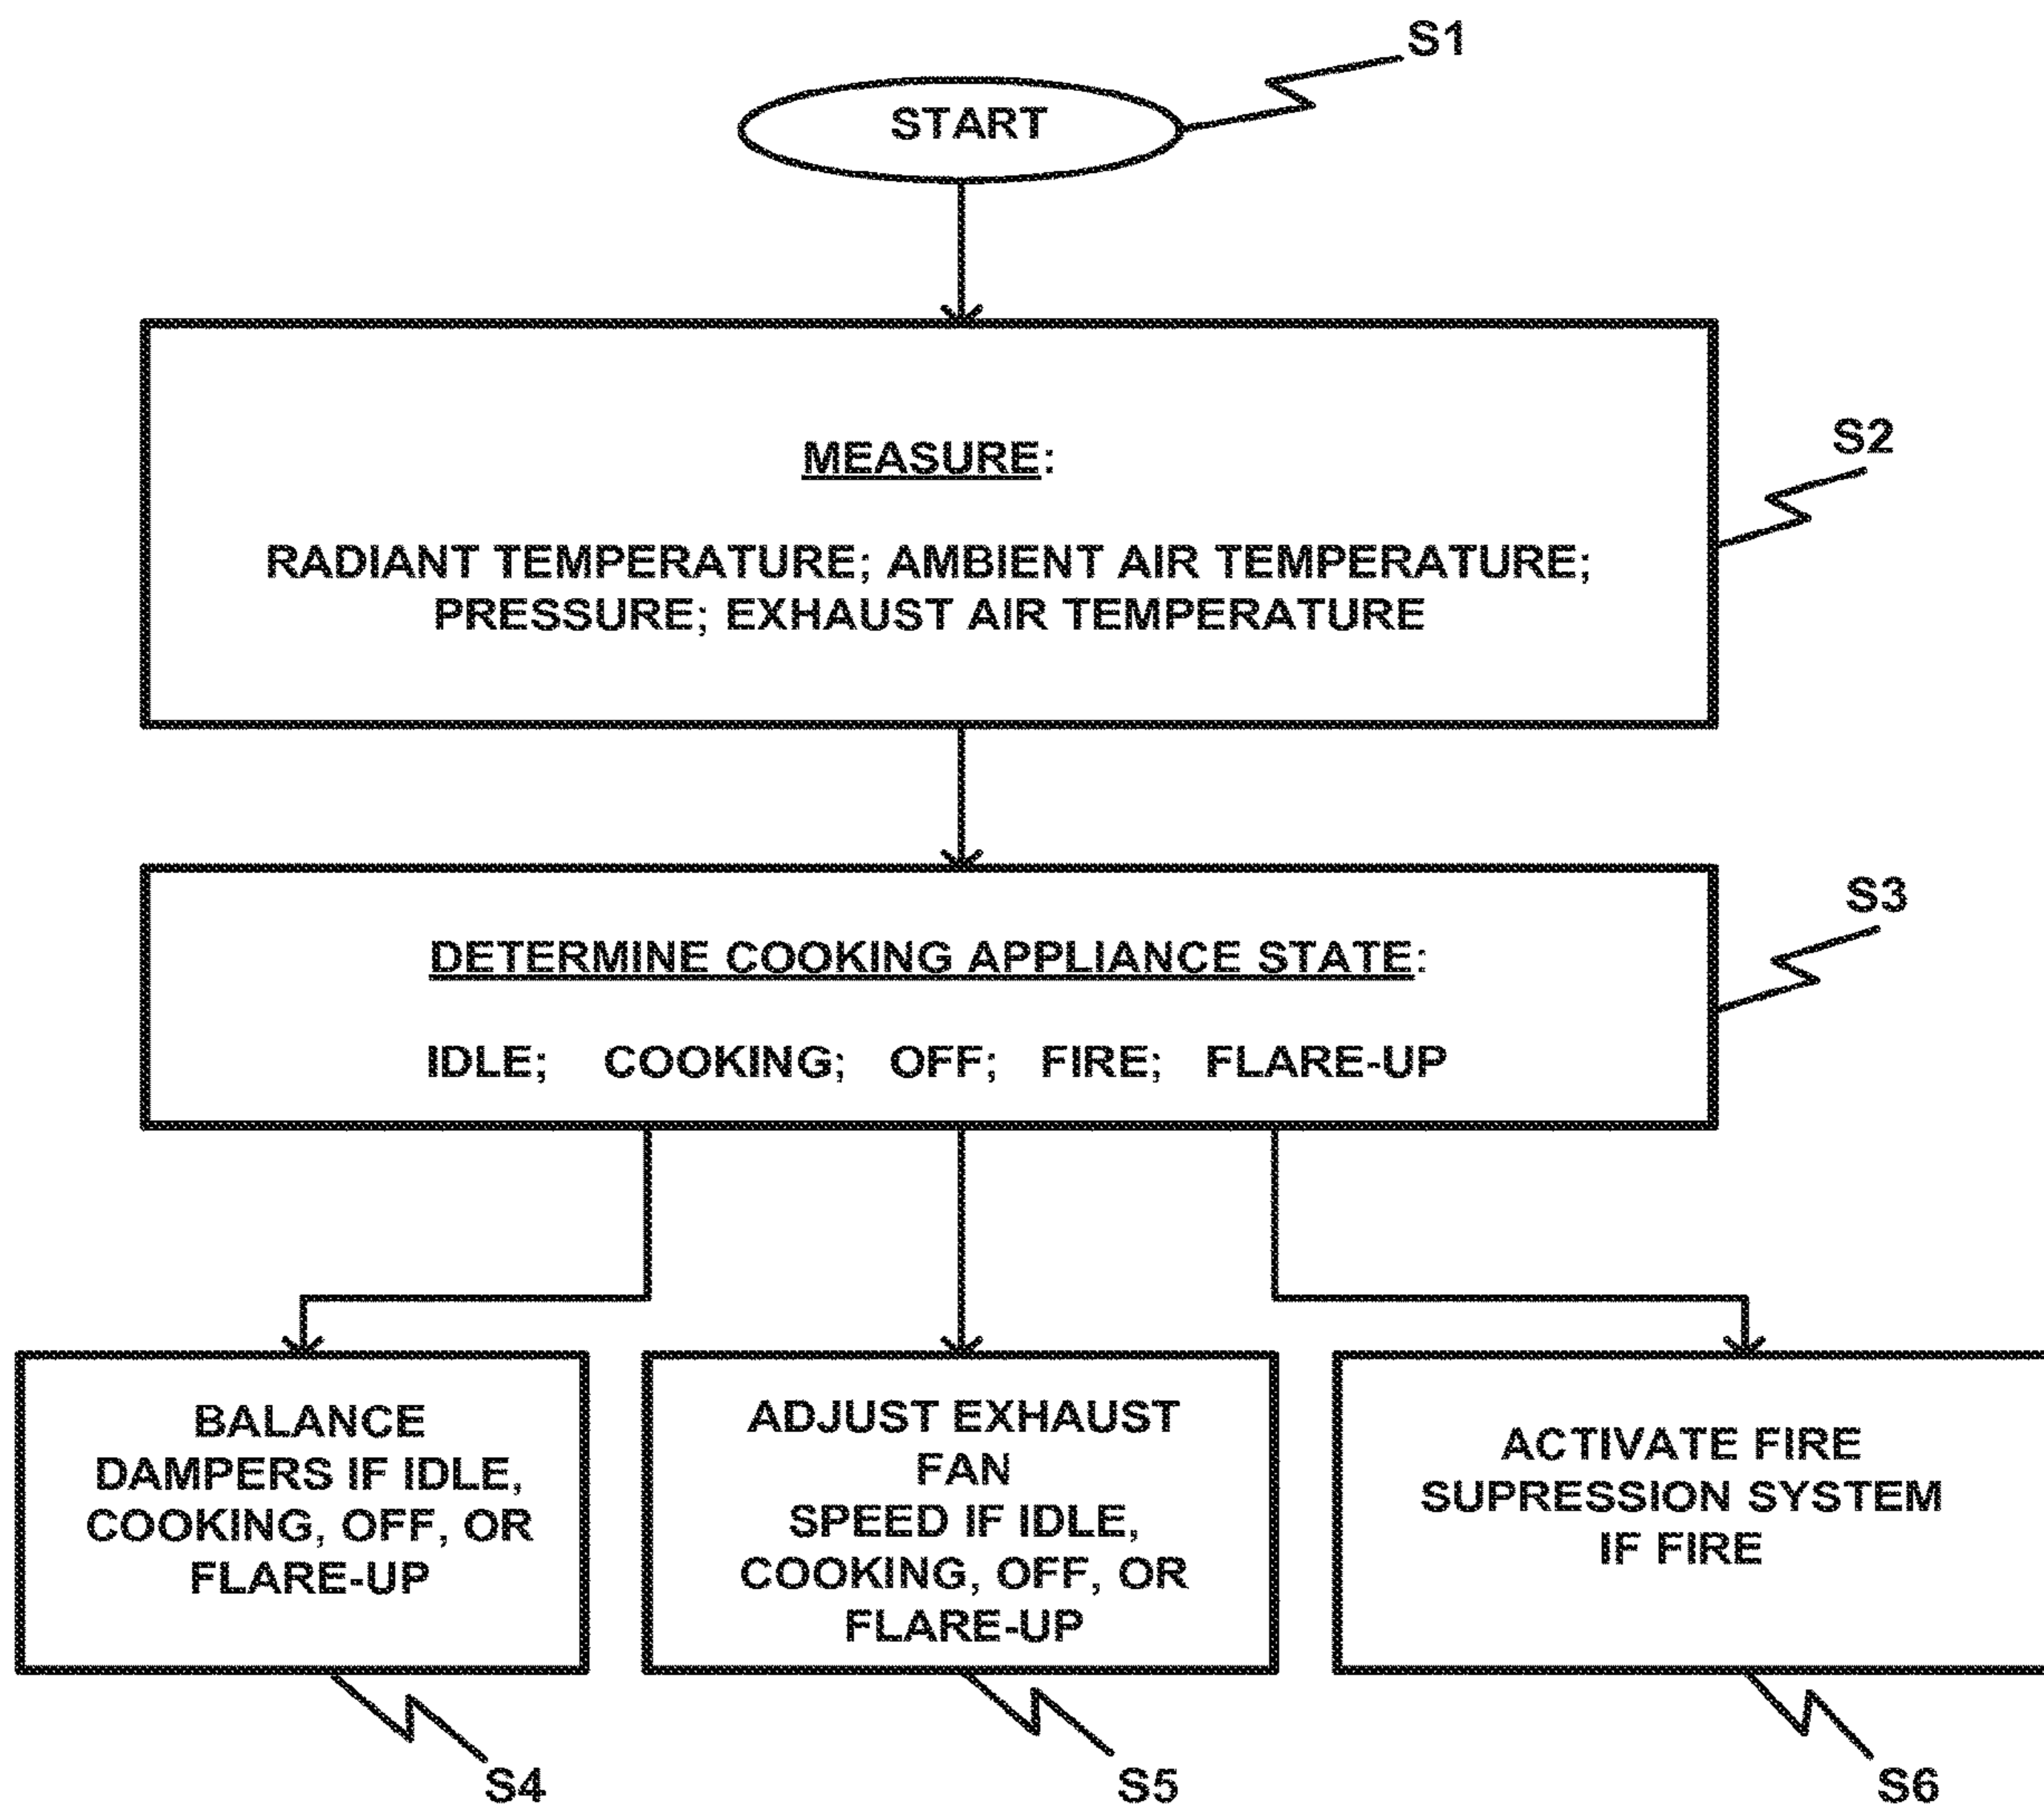 S1
START
S2
MEASURE:
RADIANT TEMPERATURE; AMBIENT AIR TEMPERATURE;
PRESSURE; EXHAUST AIR TEMPERATURE
S3
DETERMINE COOKING APPLIANCE STATE:
IDLE; COOKING; OFF; FIRE; FLARE-UP
BALANCE
DAMPERS IF IDLE,
COOKING, OFF, OR
FLARE-UP
ADJUST EXHAUST
FAN
SPEED IF IDLE,
COOKING, OFF, OR
FLARE-UP
ACTIVATE FIRE
SUPRESSION SYSTEM
IF FIRE
S4
S5
S6